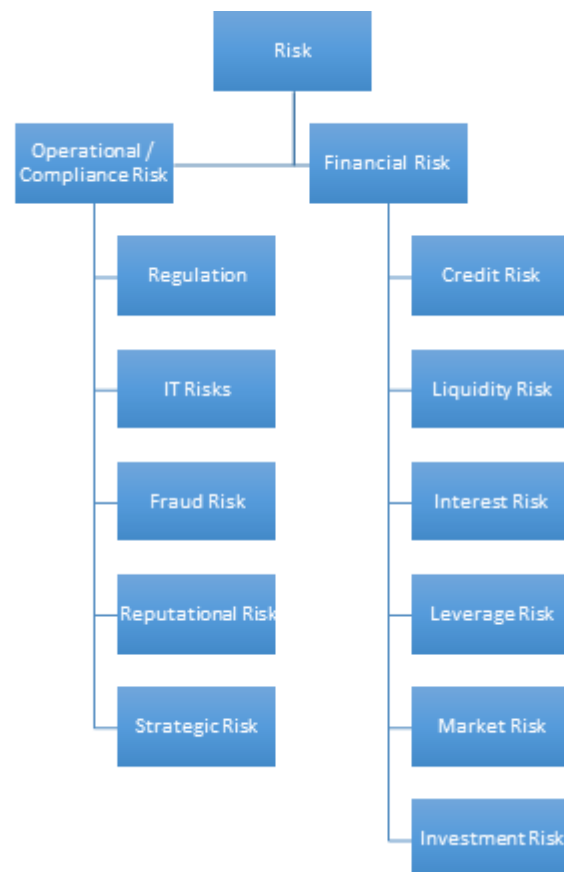 Risk
Operational /
Compliance Risk
Financial Risk
Regulation
IT Risks
Fraud Risk
Reputational Risk
Strategic Risk
Credit Risk
Liquidity Risk
Interest Risk
Leverage Risk
Market Risk
Investment Risk